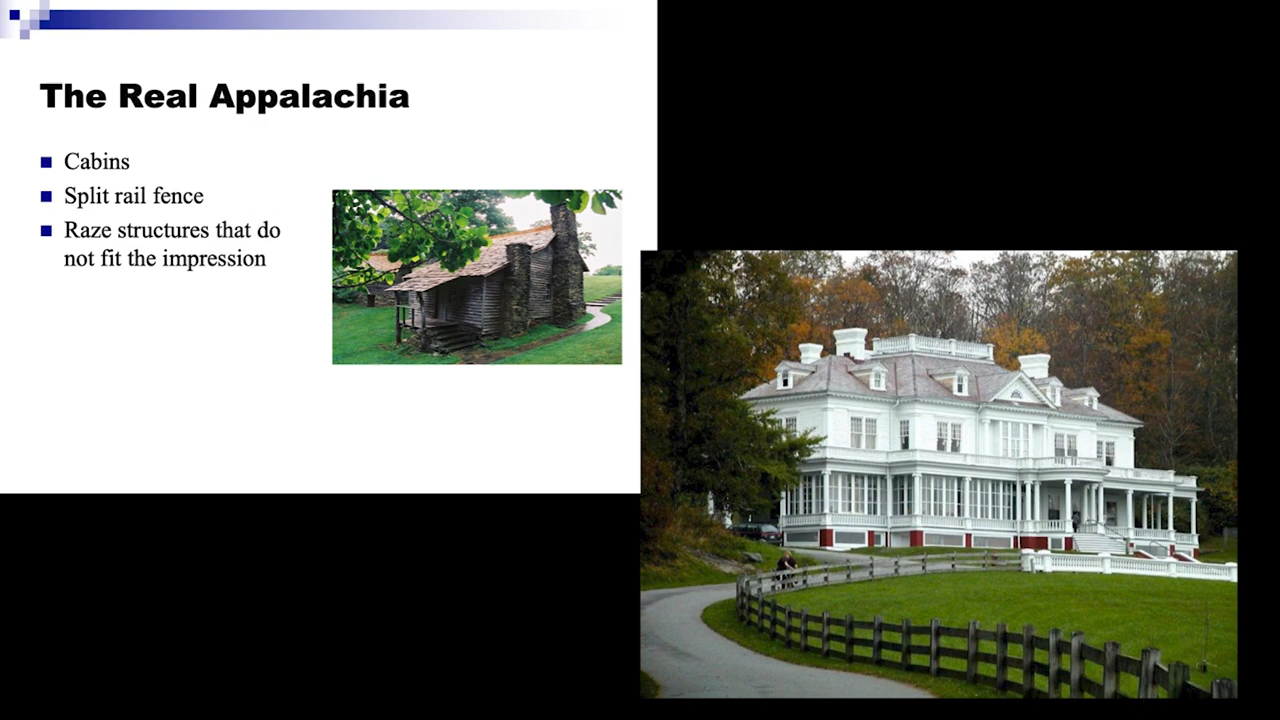 The Real Appalachia
Cabins
Split rail fence
Raze structures that do
not fit the impression